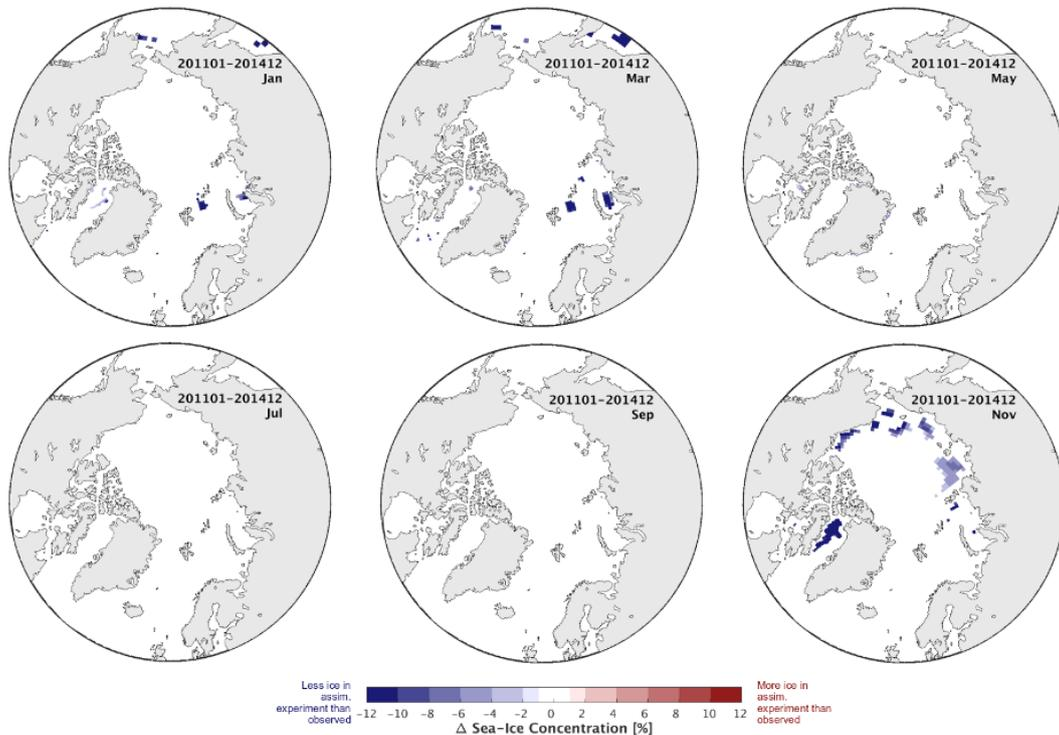 201101-201412
Jan
201101-201412
Mar
201101-201412
May
201101-201412
Jul
201101-201412
Sep
201101-201412
Nov
Less ice in
assim.
experiment than
observed
-12 -10 -8 -6 -4 -2 0 2 4 6 8 10 12
Δ Sea-Ice Concentration [%]
More ice in
assim.
experiment than
observed